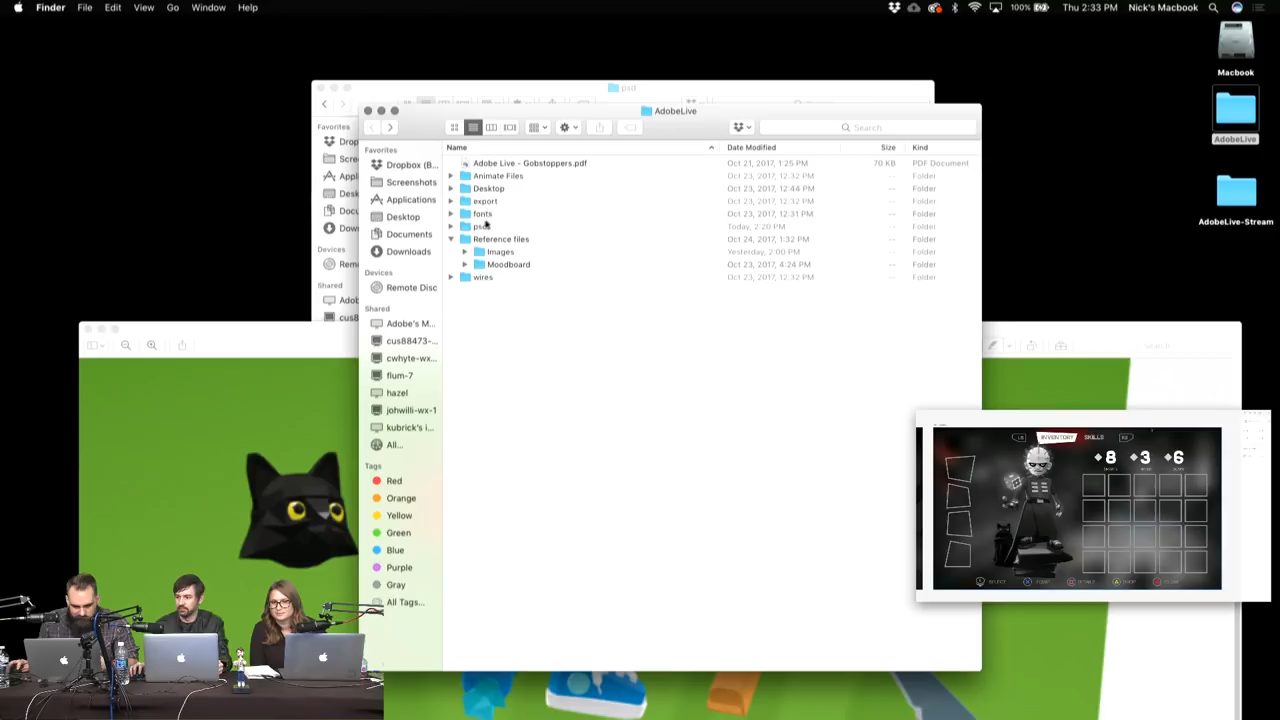 Finder File Edit View Go Window Help
100% Thu 2:33 PM Nick's Macbook
Macbook
AdobeLive
AdobeLive-Stream
psd
Favorites
Devices
Shared
AdobeLive
Search
Favorites
Dropbox (B...
Screenshots
Applications
Desktop
Documents
Downloads
Devices
Remote Disc
Shared
Adobe's M...
cus88473-...
cwhyte-wx...
flum-7
hazel
johwilli-wx-1
kubrick's i...
All...
Tags
Red
Orange
Yellow
Green
Blue
Purple
Gray
All Tags...
Name Date Modified Size Kind
Adobe Live - Gobstoppers.pdf Oct 21, 2017, 1:25 PM 70 KB PDF Document
Animate Files Oct 23, 2017, 12:32 PM -- Folder
Desktop Oct 23, 2017, 12:44 PM -- Folder
export Oct 23, 2017, 12:32 PM -- Folder
fonts Oct 23, 2017, 12:31 PM -- Folder
Today, 2:20 PM -- Folder
Reference files Oct 24, 2017, 1:32 PM -- Folder
Images Yesterday, 2:00 PM -- Folder
Moodboard Oct 23, 2017, 4:24 PM -- Folder
wires Oct 23, 2017, 12:32 PM -- Folder
Search
INVENTORY SKILLS
8 3 6
SELECT